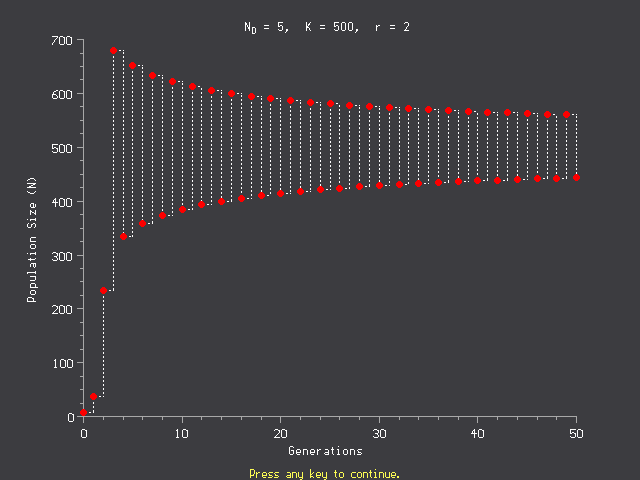 N_D = 5, K = 500, r = 2
700
600
500
400
300
200
100
0
Population Size (N)
0 10 20 30 40 50
Generations
Press any key to continue.